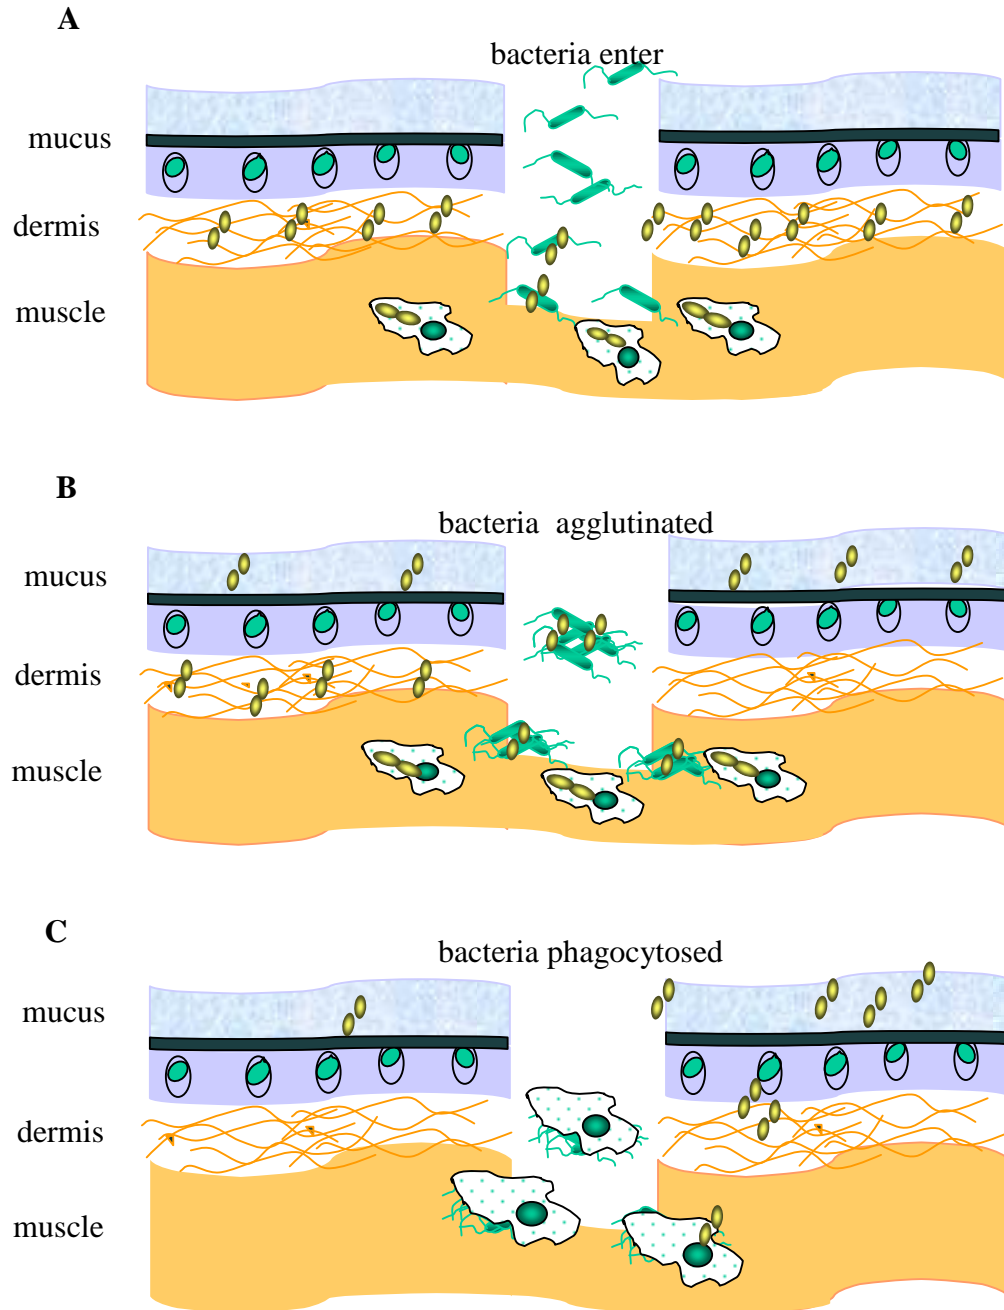 A
bacteria enter
mucus
dermis
muscle
B
bacteria agglutinated
mucus
dermis
muscle
C
bacteria phagocytosed
mucus
dermis
muscle